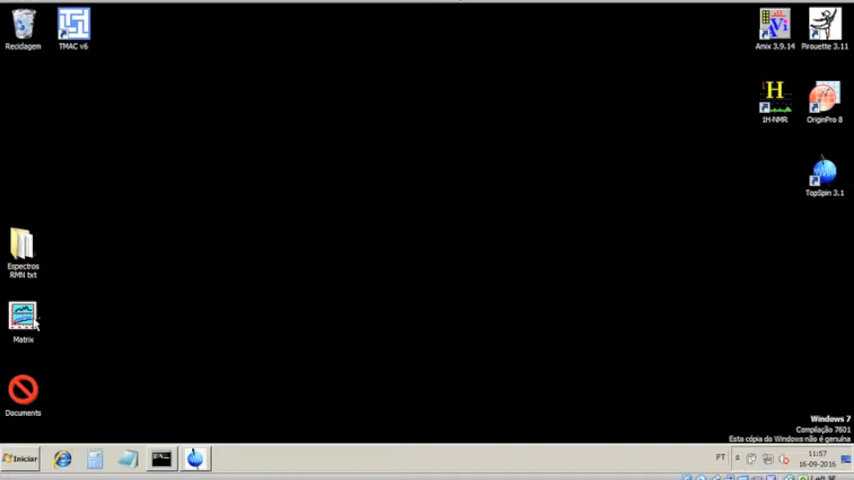 Reciclagem
TMAC v6
Amix 3.9.14
Pirouette 3.11
H
1H-NMR
OriginPro 8
TopSpin 3.1
Espectros
RMN txt
Matrix
Documents
Windows 7
Compilação 7601
Esta cópia do Windows não é genuína
Iniciar
PT
11:57
16-09-2016
Left ⌘